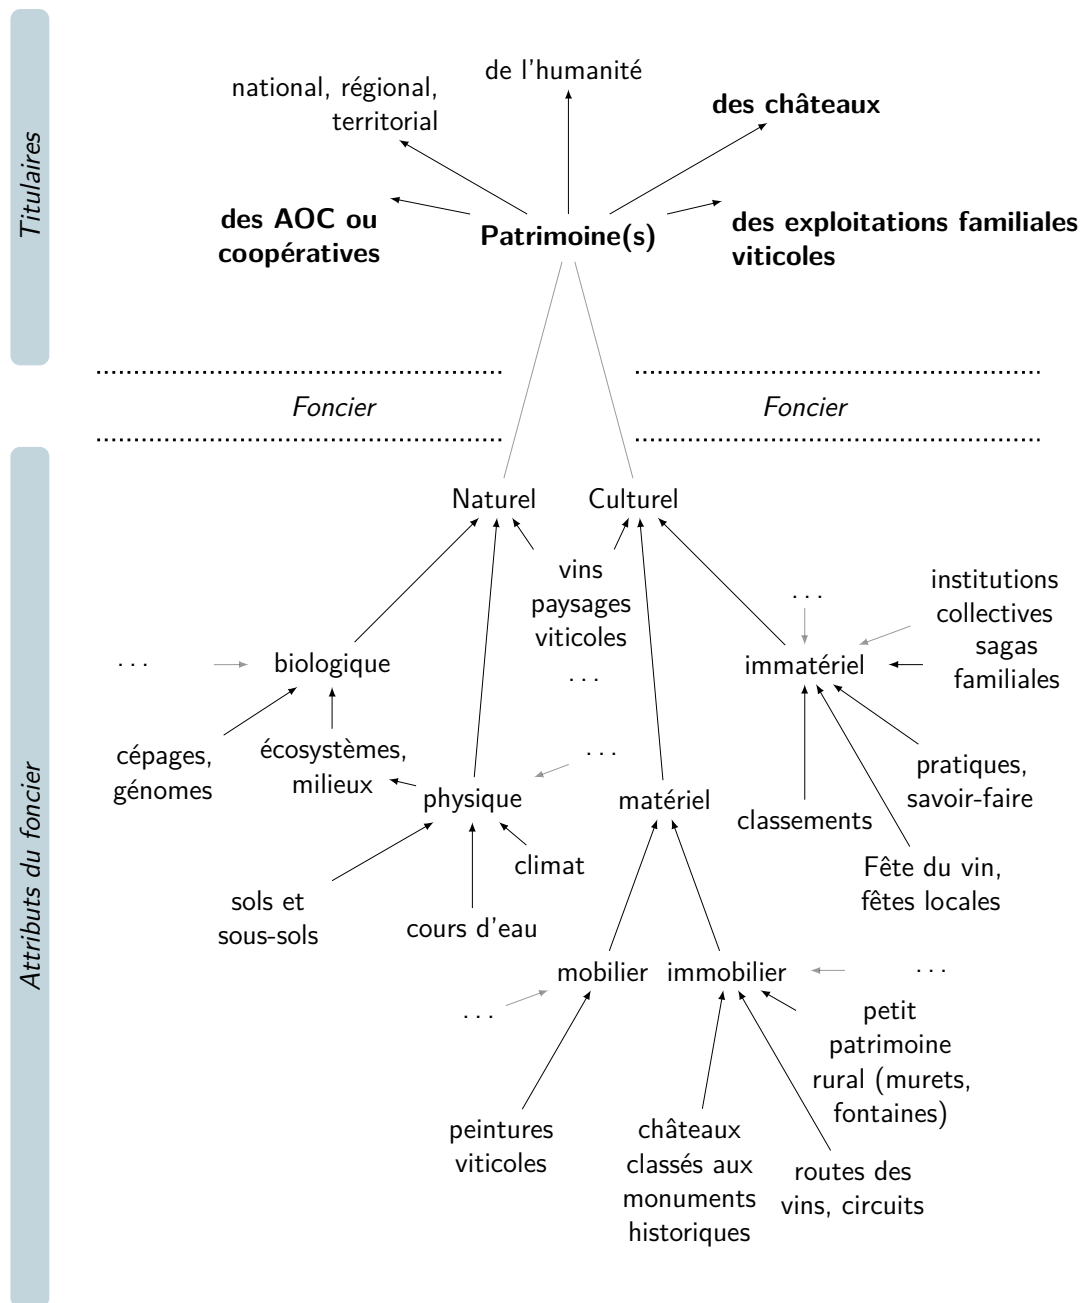 Titulaires
de l'humanité
national, régional,
territorial
des châteaux
des AOC ou
coopératives
Patrimoine(s)
des exploitations familiales
viticoles
Foncier
Foncier
Attributs du foncier
Naturel
Culturel
vins
paysages
viticoles
...
...
institutions
collectives
sagas
familiales
...
biologique
immatériel
cépages,
génomes
écosystèmes,
milieux
...
physique
matériel
pratiques,
savoir-faire
classements
climat
Fête du vin,
fêtes locales
sols et
sous-sols
cours d'eau
mobilier
immobilier
...
...
petit
patrimoine
rural (murets,
fontaines)
peintures
viticoles
châteaux
classés aux
monuments
historiques
routes des
vins, circuits